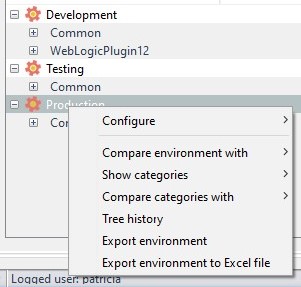 Development
Common
WebLogicPlugin12
Testing
Common
Production
Configure
Compare environment with
Show categories
Compare categories with
Tree history
Export environment
Export environment to Excel file
Logged user: patricia